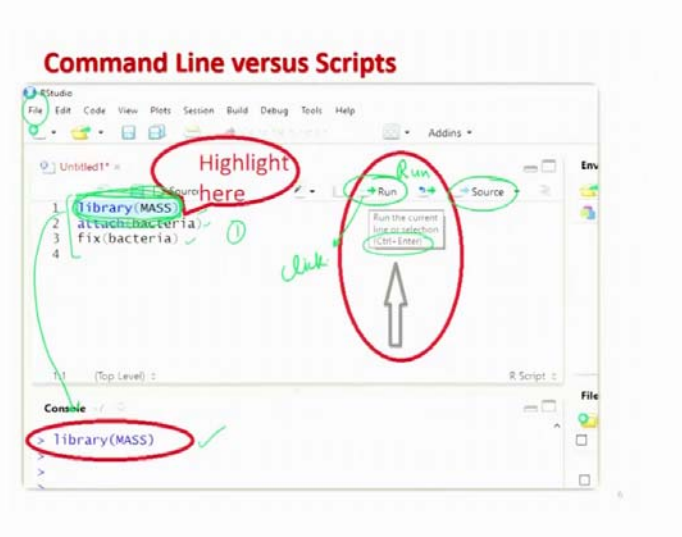 Command Line versus Scripts
RStudio
File Edit Code View Plots Session Build Debug Tools Help
Addins
Untitled1*
Highlight
here
Run
Source
Run
Source
Env
1 library(MASS)
2 attach(bacteria)
3 fix(bacteria)
4
①
click
Run the current
line or selection
(Ctrl+Enter)
1:1 (Top Level) R Script
Console
File
> library(MASS)
>
>
>
6